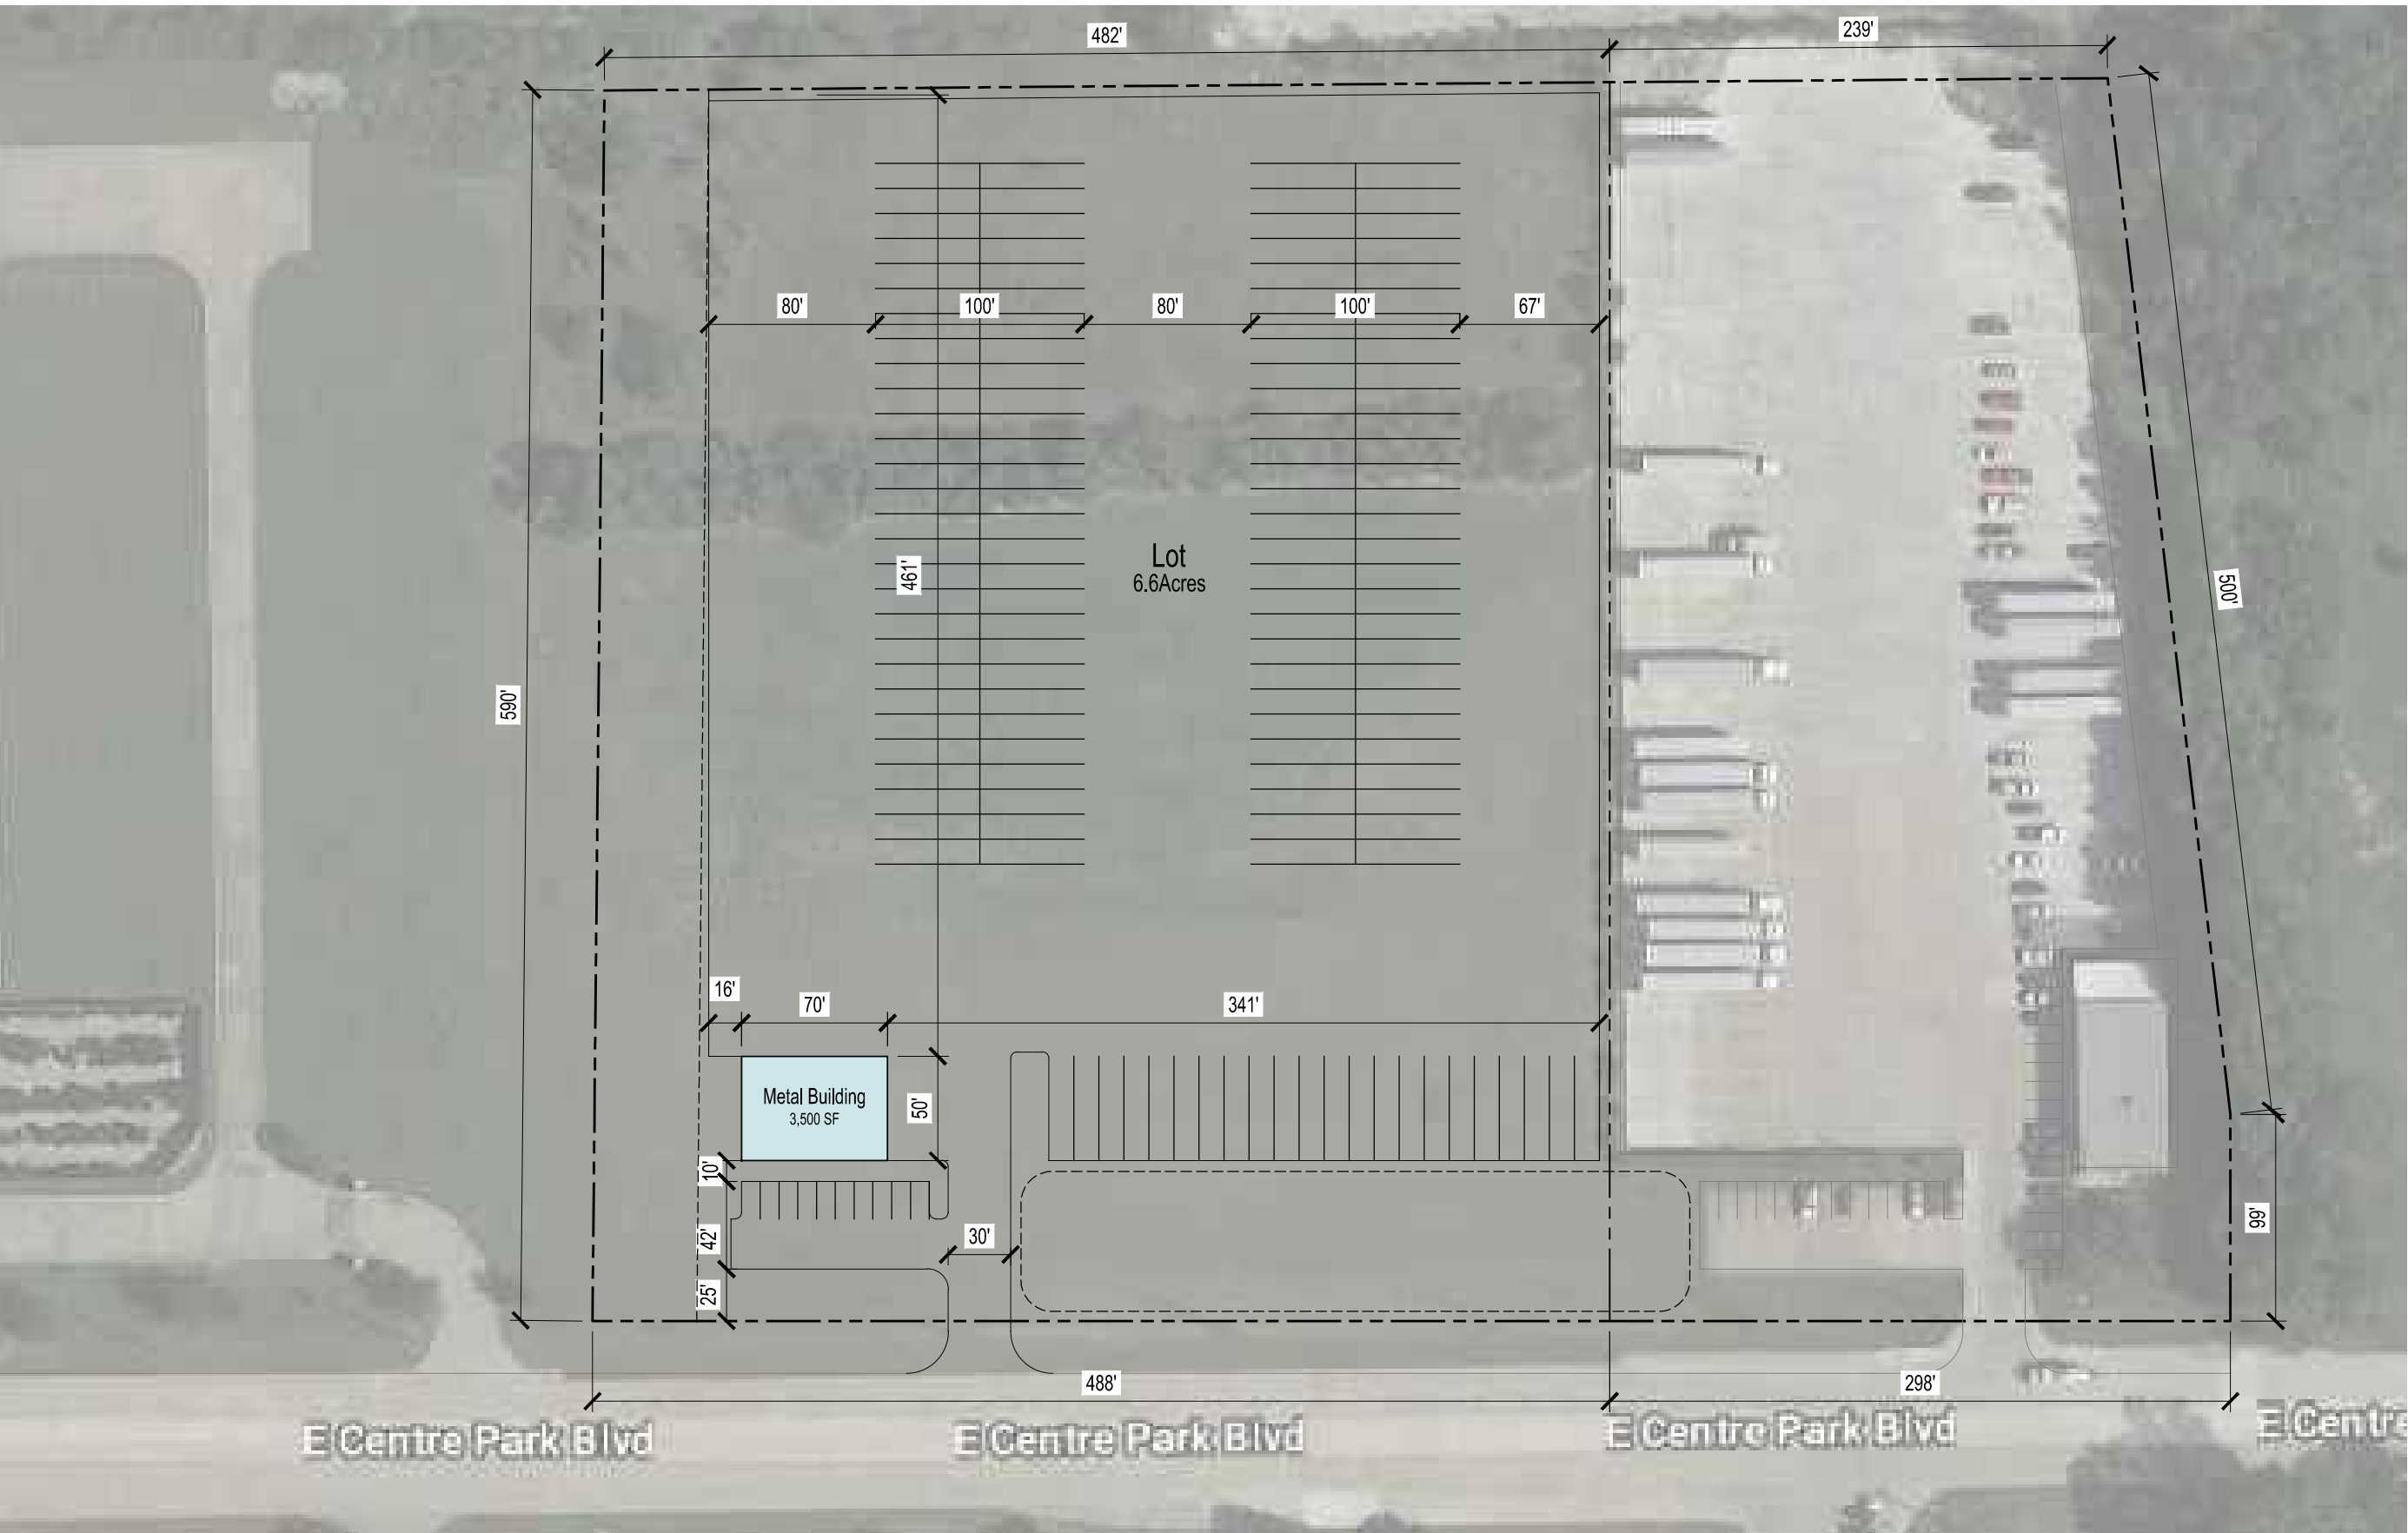 482'
239'
80'
100'
80'
100'
67'
Lot
6.6Acres
461'
500'
590'
16'
70'
341'
Metal Building
3,500 SF
50'
10'
42'
30'
25'
99'
488'
298'
E Centre Park Blvd
E Centre Park Blvd
E Centre Park Blvd
E Centre